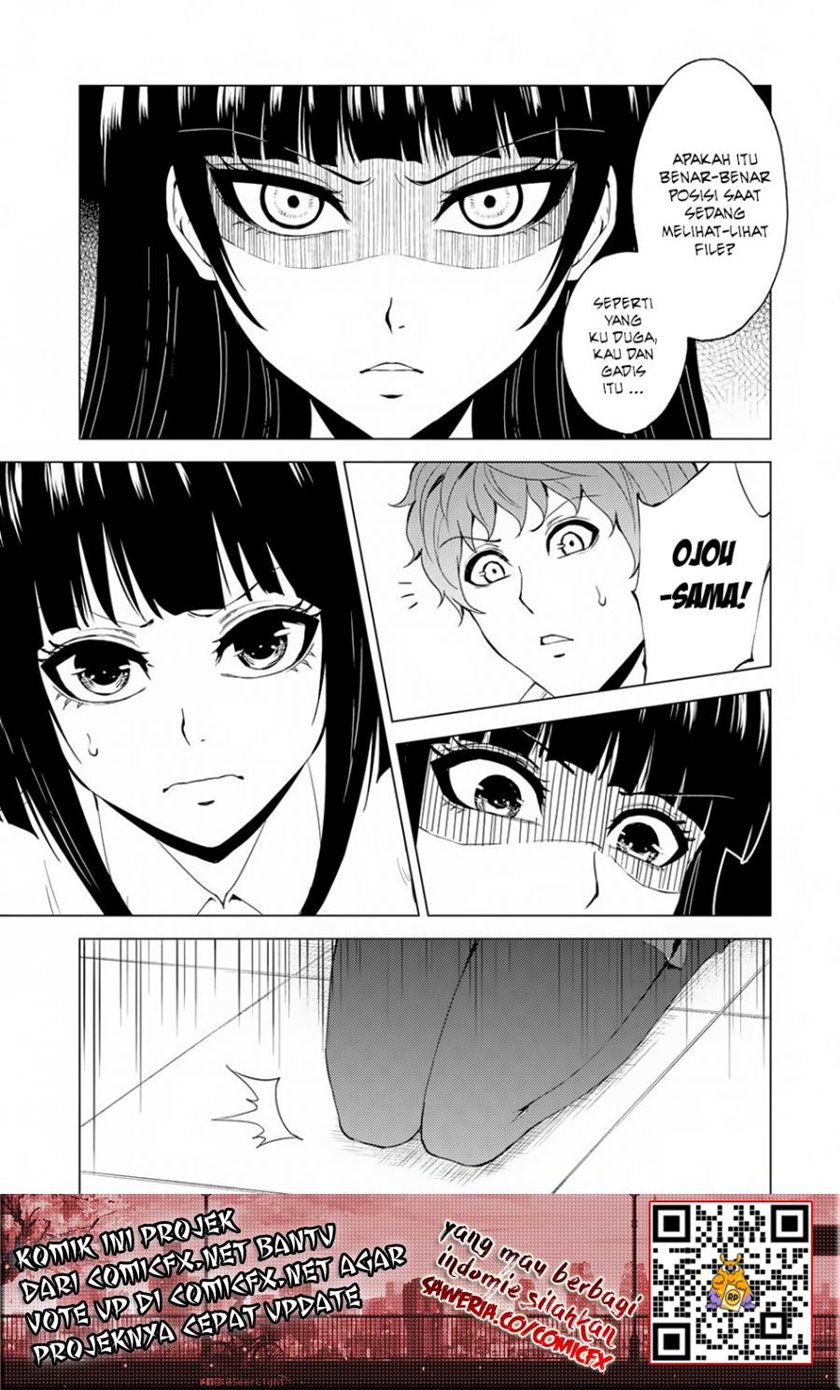 APAKAH ITU
BENAR-BENAR
POSISI SAAT
SEDANG
MELIHAT-LIHAT
FILE?
SEPERTI
YANG
KU DUGA,
KAU DAN
GADIS
ITU ...
OJOU
-SAMA!
KOMIK INI PROJEK
DARI COMICFX.NET BANTU
VOTE UP DI COMICFX.NET AGAR
PROJEKNYA CEPAT UPDATE
yang mau berbagi
indomie silahkan
SAWERIA.CO/COMICFX
RP